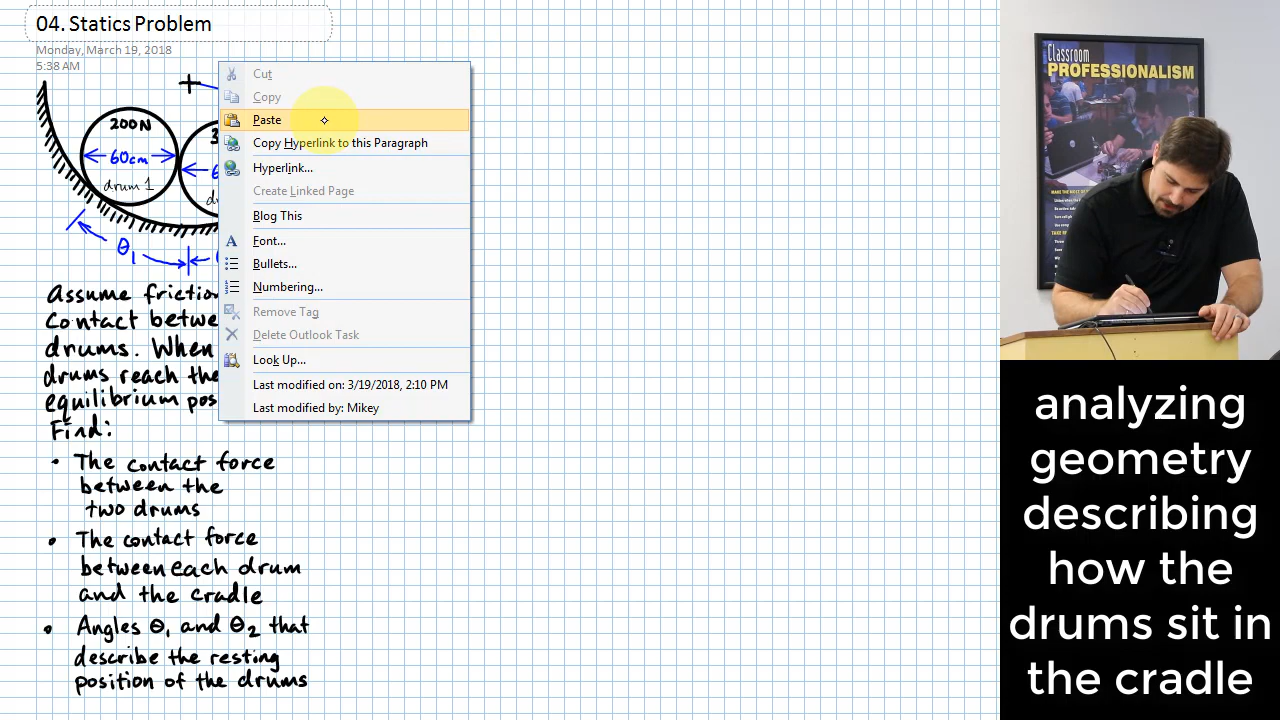 04. Statics Problem
Monday, March 19, 2018
5:38 AM
200N
60cm
drum 1
θ1
Cut
Copy
Paste
Copy Hyperlink to this Paragraph
Hyperlink...
Create Linked Page
Blog This
Font...
Bullets...
Numbering...
Remove Tag
Delete Outlook Task
Look Up...
Last modified on: 3/19/2018, 2:10 PM
Last modified by: Mikey
Assume friction
Contact betwe
drums. When
drums reach the
equilibrium pos
Find:
• The contact force
between the
two drums
• The contact force
between each drum
and the cradle
• Angles θ1 and θ2 that
describe the resting
position of the drums
Classroom
PROFESSIONALISM
analyzing
geometry
describing
how the
drums sit in
the cradle